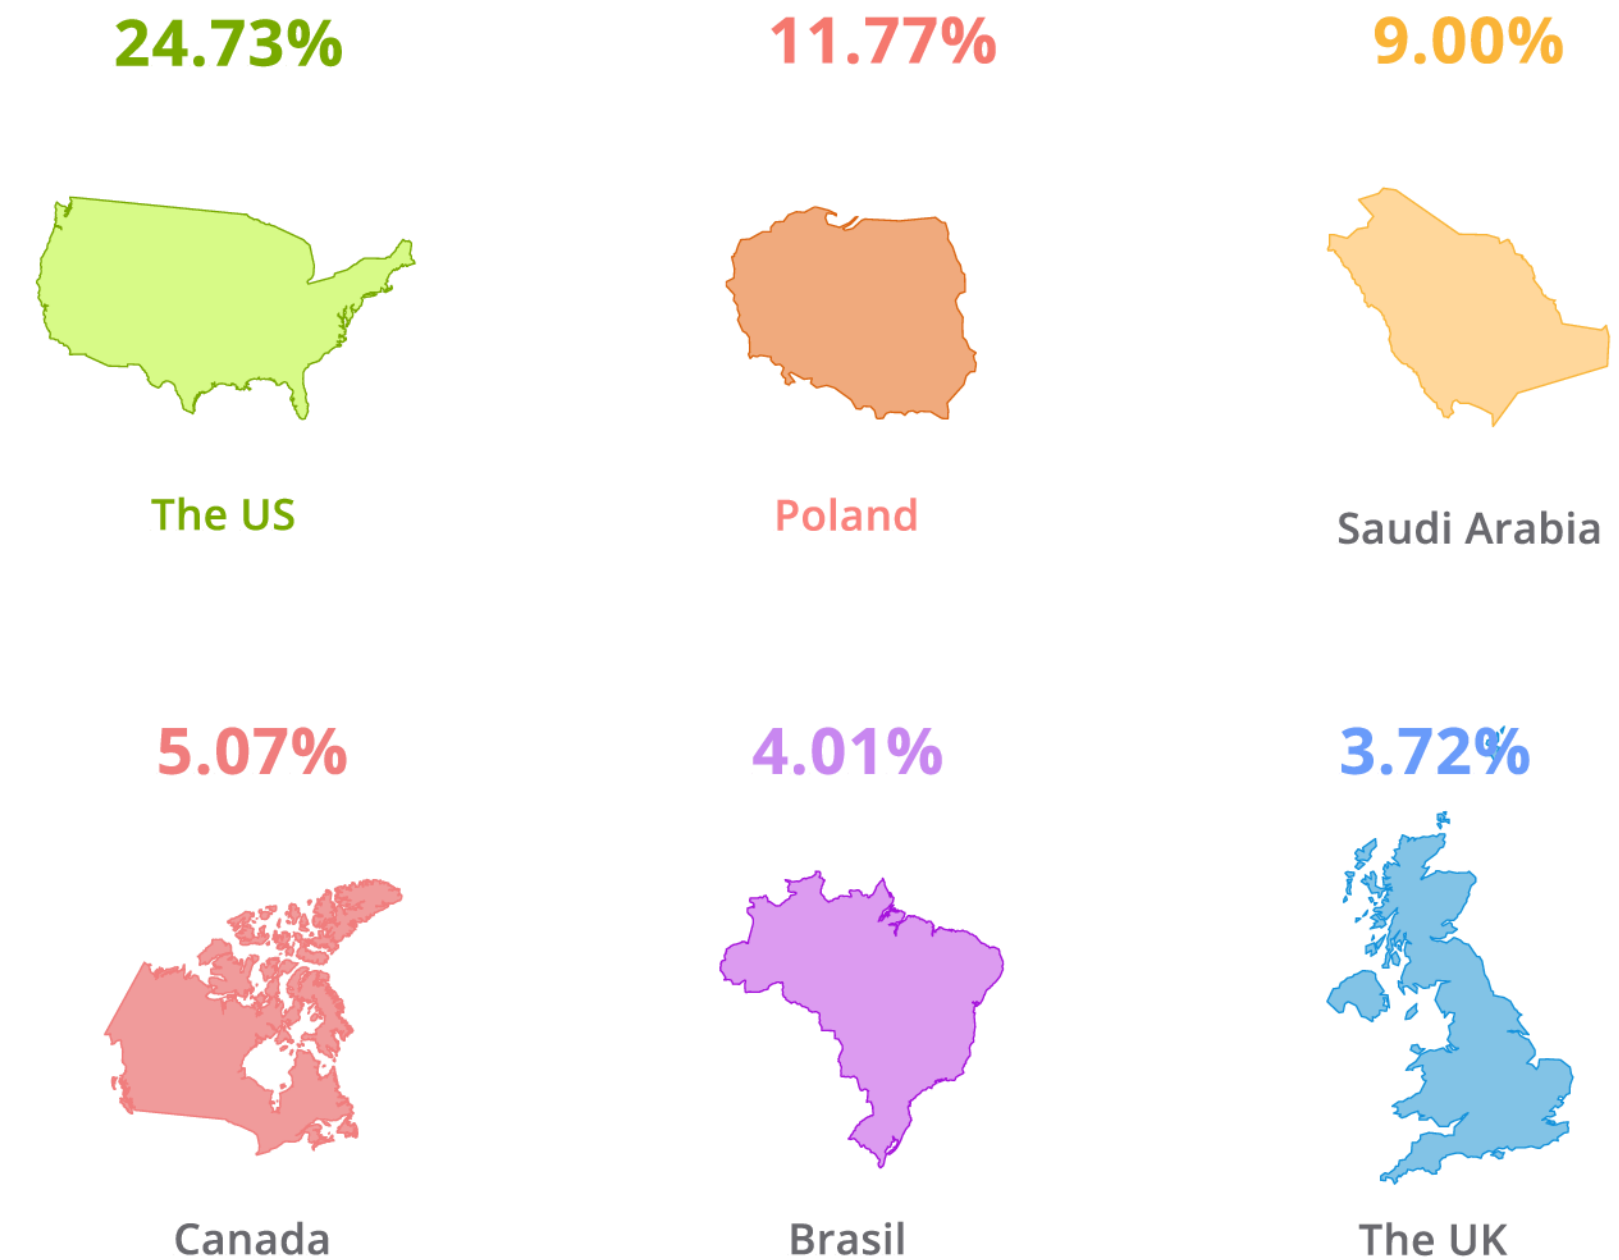 24.73%
11.77%
9.00%
The US
Poland
Saudi Arabia
5.07%
4.01%
3.72%
Canada
Brasil
The UK